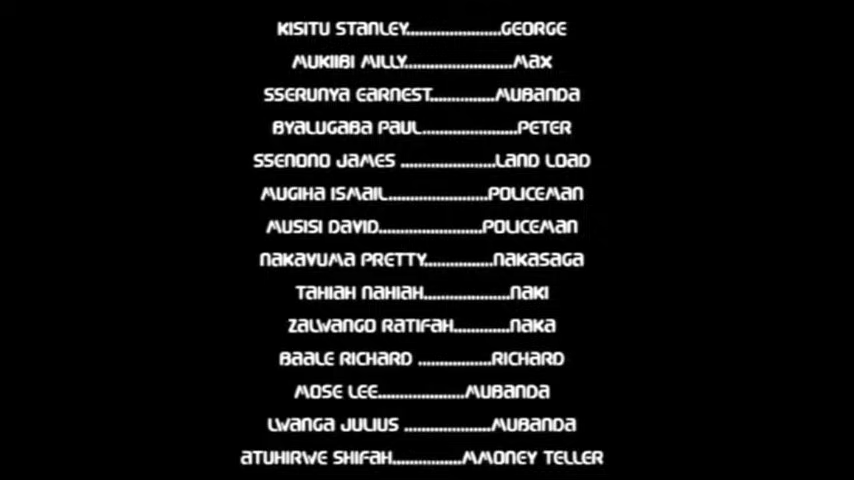 KISITU STANLEY......................GEORGE
MUKIIBI MILLY.........................MAX
SSERUNYA EARNEST...............MUBANDA
BYALUGABA PAUL......................PETER
SSENONO JAMES ......................LAND LOAD
MUGIHA ISMAIL.......................POLICEMAN
MUSISI DAVID........................POLICEMAN
NAKAVUMA PRETTY................NAKASAGA
TAHIAH NAHIAH....................NAKI
ZALWANGO RATIFAH.............NAKA
BAALE RICHARD .................RICHARD
MOSE LEE....................MUBANDA
LWANGA JULIUS ....................MUBANDA
ATUHIRWE SHIFAH................MMONEY TELLER